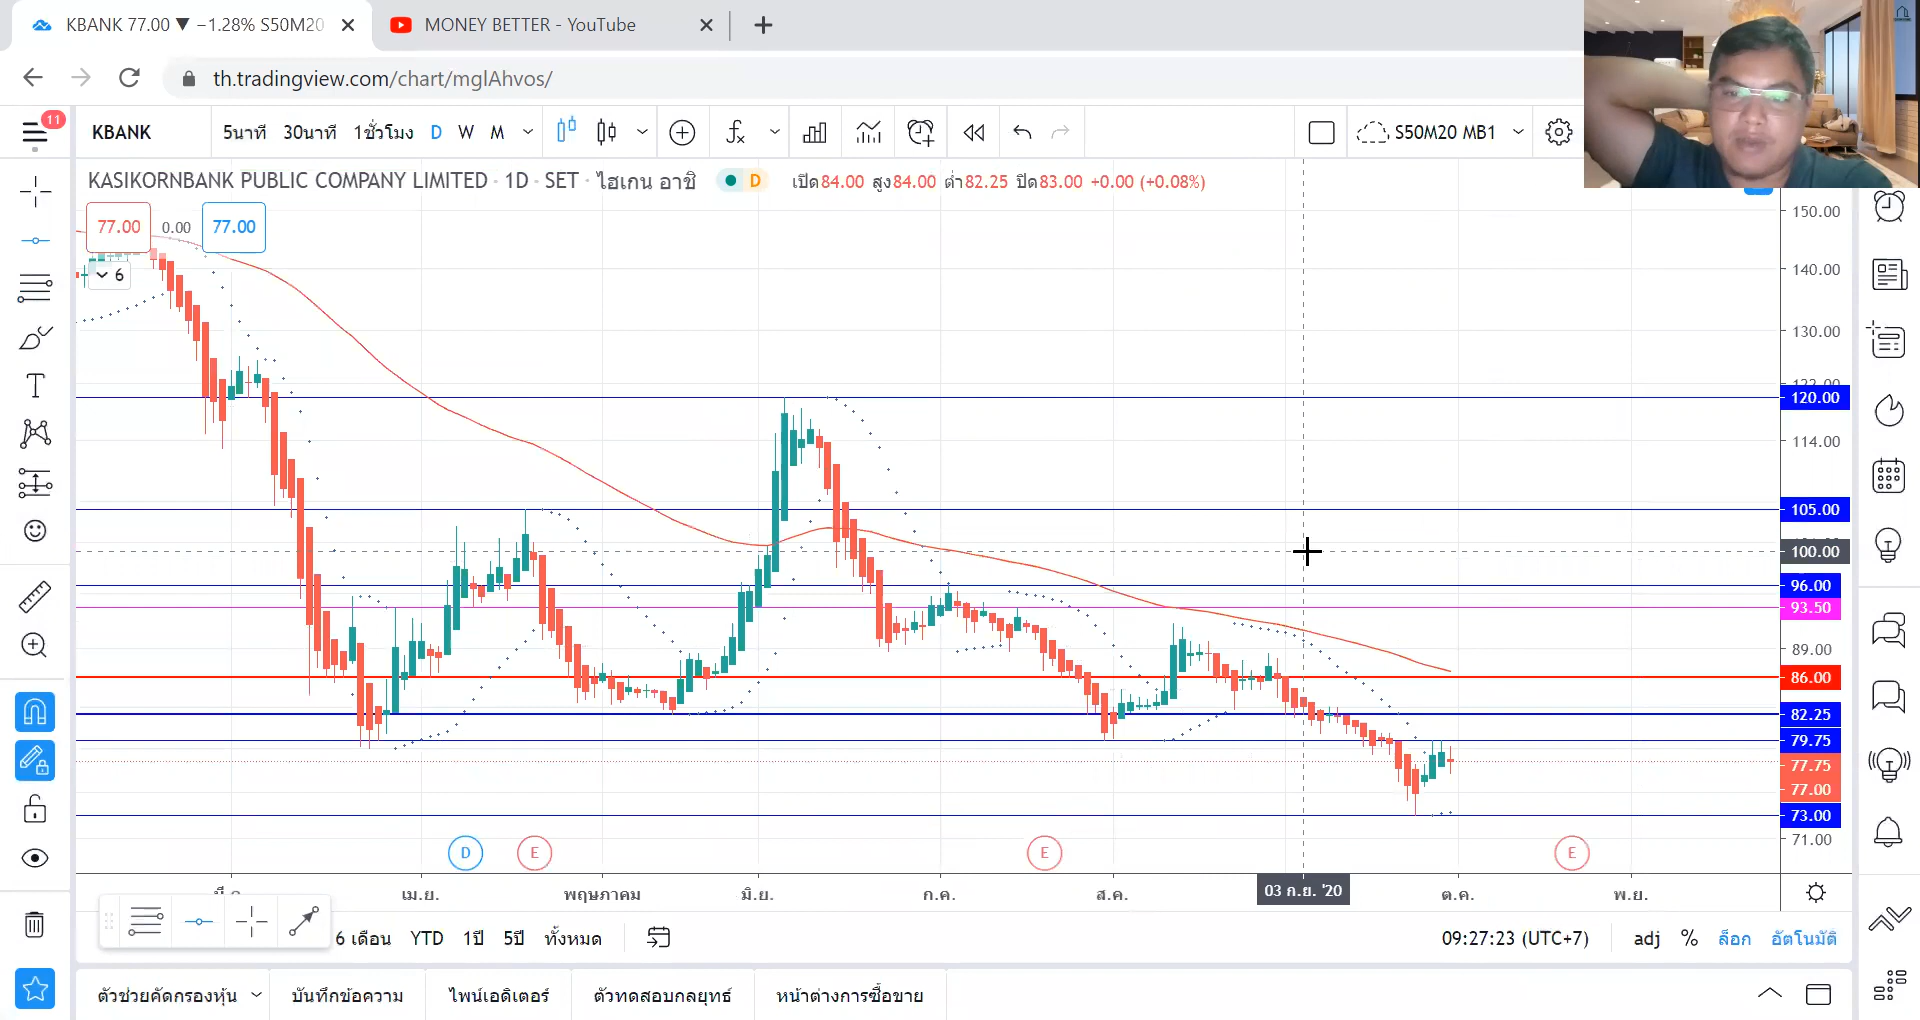 KBANK 77.00 ▼ −1.28% S50M20
MONEY BETTER - YouTube
th.tradingview.com/chart/mglAhvos/
11
KBANK
5นาที 30นาที 1ชั่วโมง D W M
S50M20 MB1
KASIKORNBANK PUBLIC COMPANY LIMITED · 1D · SET · ไฮเกน อาชิ
D
เปิด84.00 สูง84.00 ต่ำ82.25 ปิด83.00 +0.00 (+0.08%)
77.00 0.00 77.00
6
150.00
140.00
130.00
122.00
120.00
114.00
105.00
100.00
96.00
93.50
89.00
86.00
82.25
79.75
77.75
77.00
73.00
71.00
D E E E
เม.ย. พฤษภาคม มิ.ย. ก.ค. ส.ค. 03 ก.ย. '20 ต.ค. พ.ย.
6 เดือน YTD 1ปี 5ปี ทั้งหมด
09:27:23 (UTC+7) adj % ล็อก อัตโนมัติ
ตัวช่วยคัดกรองหุ้น บันทึกข้อความ ไพน์เอดิเตอร์ ตัวทดสอบกลยุทธ์ หน้าต่างการซื้อขาย